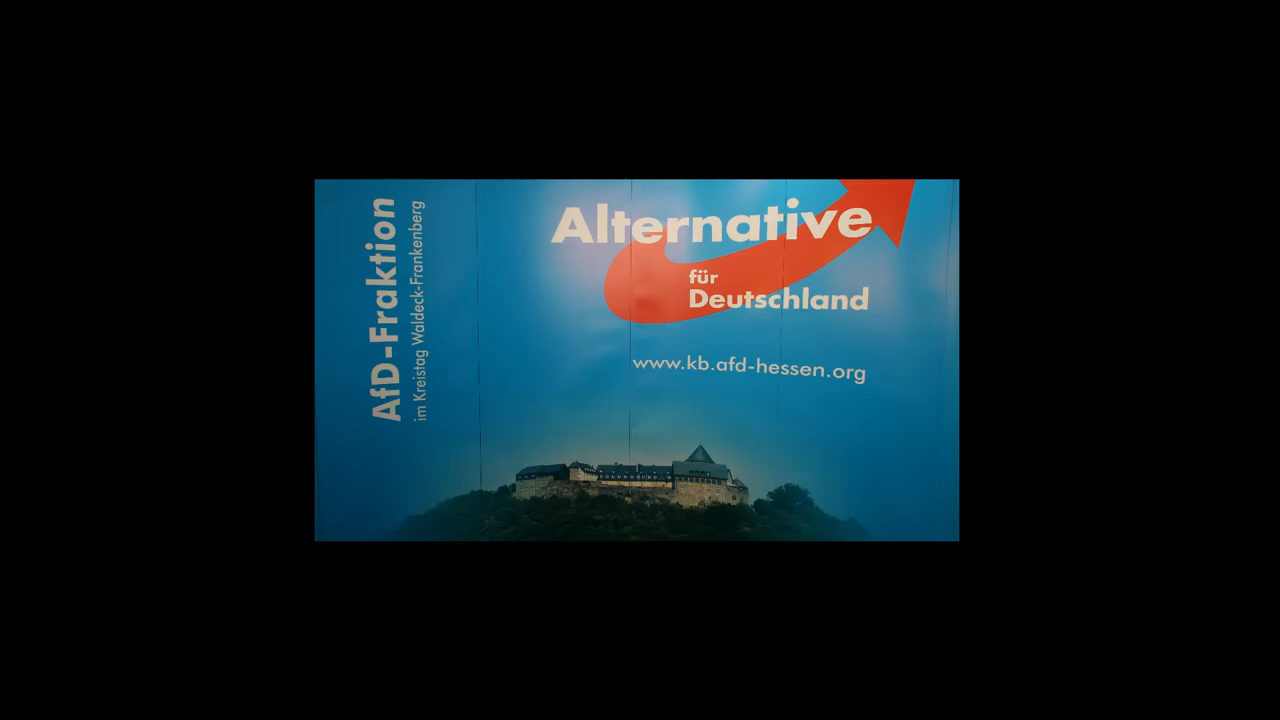 AfD-Fraktion
im Kreistag Waldeck-Frankenberg
Alternative
für
Deutschland
www.kb.afd-hessen.org